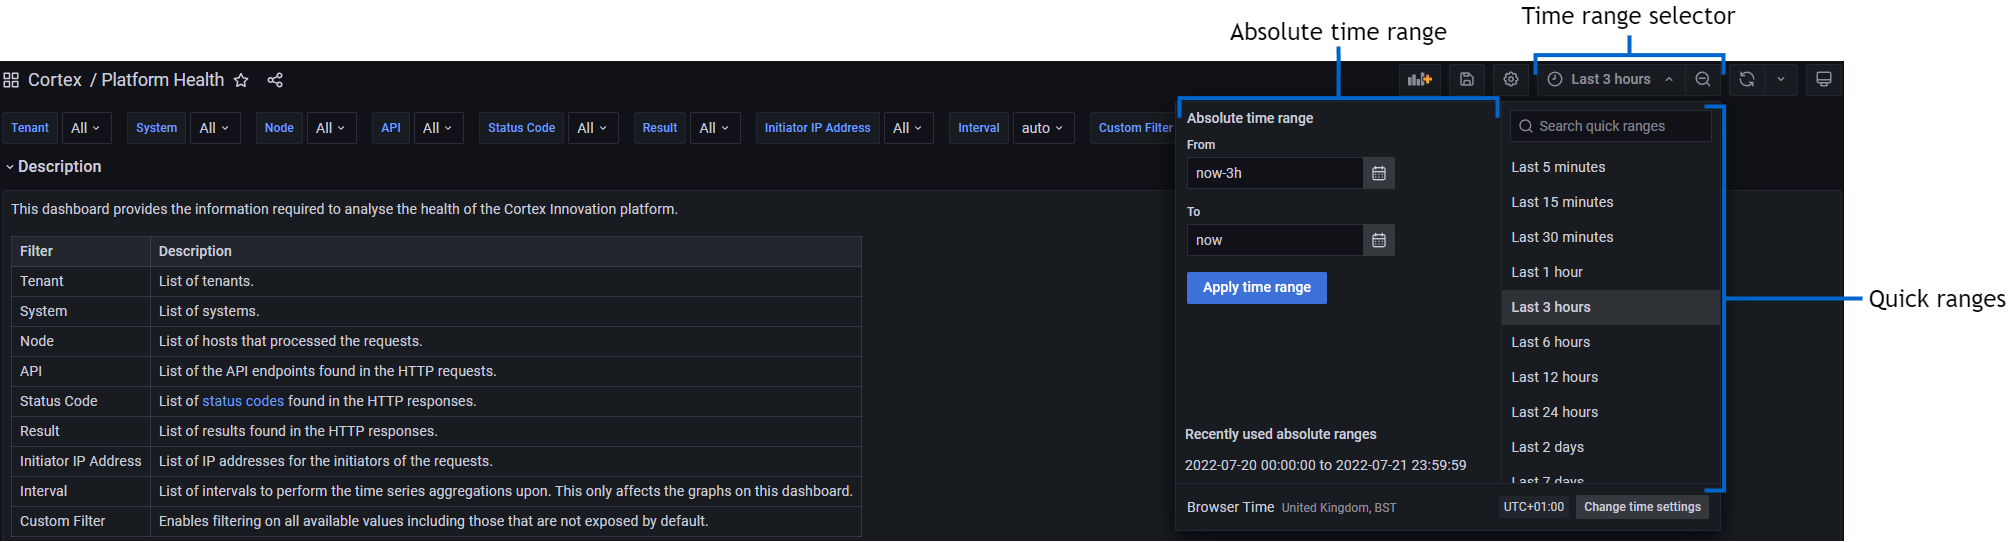 Time range selector
Absolute time range
Cortex / Platform Health
Last 3 hours
Tenant All System All Node All API All Status Code All Result All Initiator IP Address All Interval auto Custom Filter
Description
This dashboard provides the information required to analyse the health of the Cortex Innovation platform.
Filter Description
Tenant List of tenants.
System List of systems.
Node List of hosts that processed the requests.
API List of the API endpoints found in the HTTP requests.
Status Code List of status codes found in the HTTP responses.
Result List of results found in the HTTP responses.
Initiator IP Address List of IP addresses for the initiators of the requests.
Interval List of intervals to perform the time series aggregations upon. This only affects the graphs on this dashboard.
Custom Filter Enables filtering on all available values including those that are not exposed by default.
Absolute time range
From
now-3h
To
now
Apply time range
Recently used absolute ranges
2022-07-20 00:00:00 to 2022-07-21 23:59:59
Search quick ranges
Last 5 minutes
Last 15 minutes
Last 30 minutes
Last 1 hour
Last 3 hours
Last 6 hours
Last 12 hours
Last 24 hours
Last 2 days
Last 7 days
Browser Time United Kingdom, BST UTC+01:00 Change time settings
Quick ranges